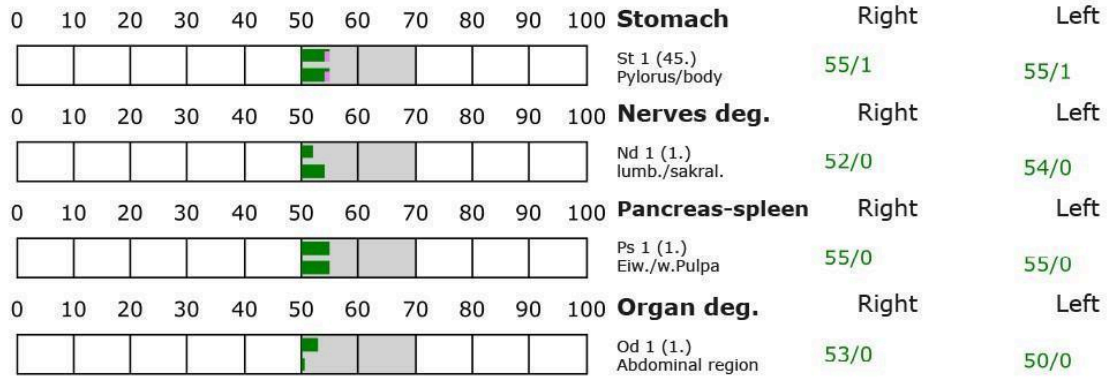 0 10 20 30 40 50 60 70 80 90 100 Stomach Right Left
St 1 (45.)
Pylorus/body 55/1 55/1
0 10 20 30 40 50 60 70 80 90 100 Nerves deg. Right Left
Nd 1 (1.)
lumb./sakral. 52/0 54/0
0 10 20 30 40 50 60 70 80 90 100 Pancreas-spleen Right Left
Ps 1 (1.)
Eiw./w.Pulpa 55/0 55/0
0 10 20 30 40 50 60 70 80 90 100 Organ deg. Right Left
Od 1 (1.)
Abdominal region 53/0 50/0